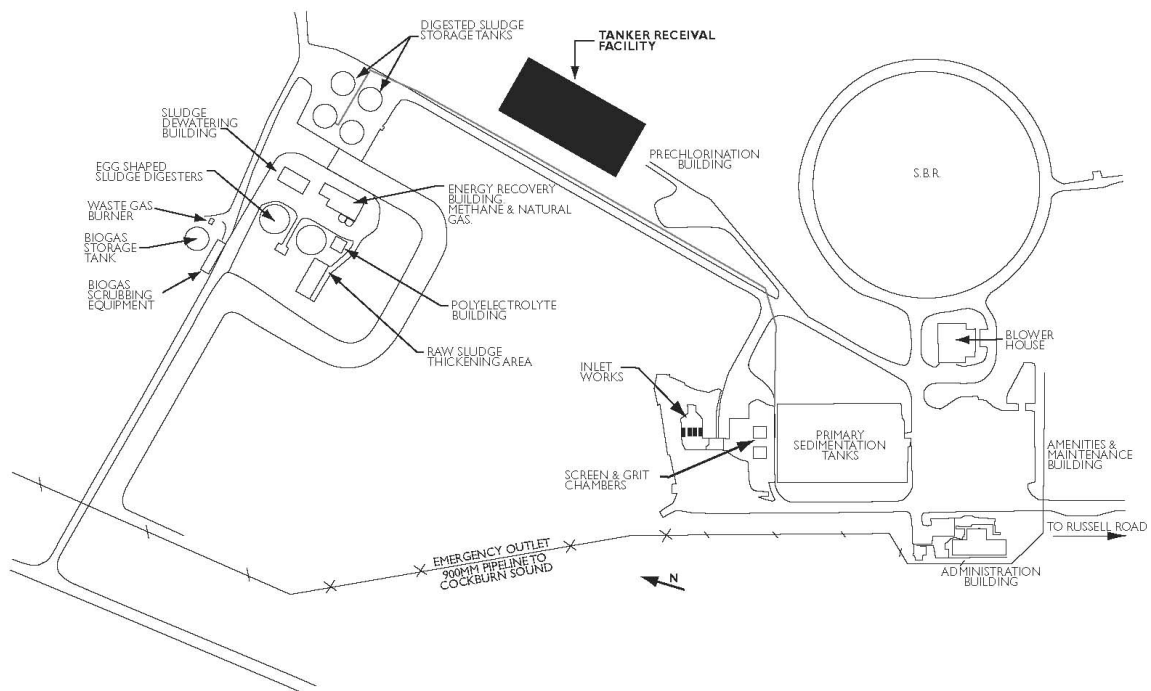 DIGESTED SLUDGE
STORAGE TANKS
TANKER RECEIVAL
FACILITY
SLUDGE
DEWATERING
BUILDING
EGG SHAPED
SLUDGE DIGESTERS
WASTE GAS
BURNER
BIOGAS
STORAGE
TANK
BIOGAS
SCRUBBING
EQUIPMENT
ENERGY RECOVERY
BUILDING.
METHANE & NATURAL
GAS.
POLYELECTROLYTE
BUILDING
RAW SLUDGE
THICKENING AREA
PRECHLORINATION
BUILDING
S.B.R.
BLOWER
HOUSE
INLET
WORKS
PRIMARY
SEDIMENTATION
TANKS
SCREEN & GRIT
CHAMBERS
AMENITIES &
MAINTENANCE
BUILDING
TO RUSSELL ROAD
ADMINISTRATION
BUILDING
EMERGENCY OUTLET
900MM PIPELINE TO
COCKBURN SOUND
N